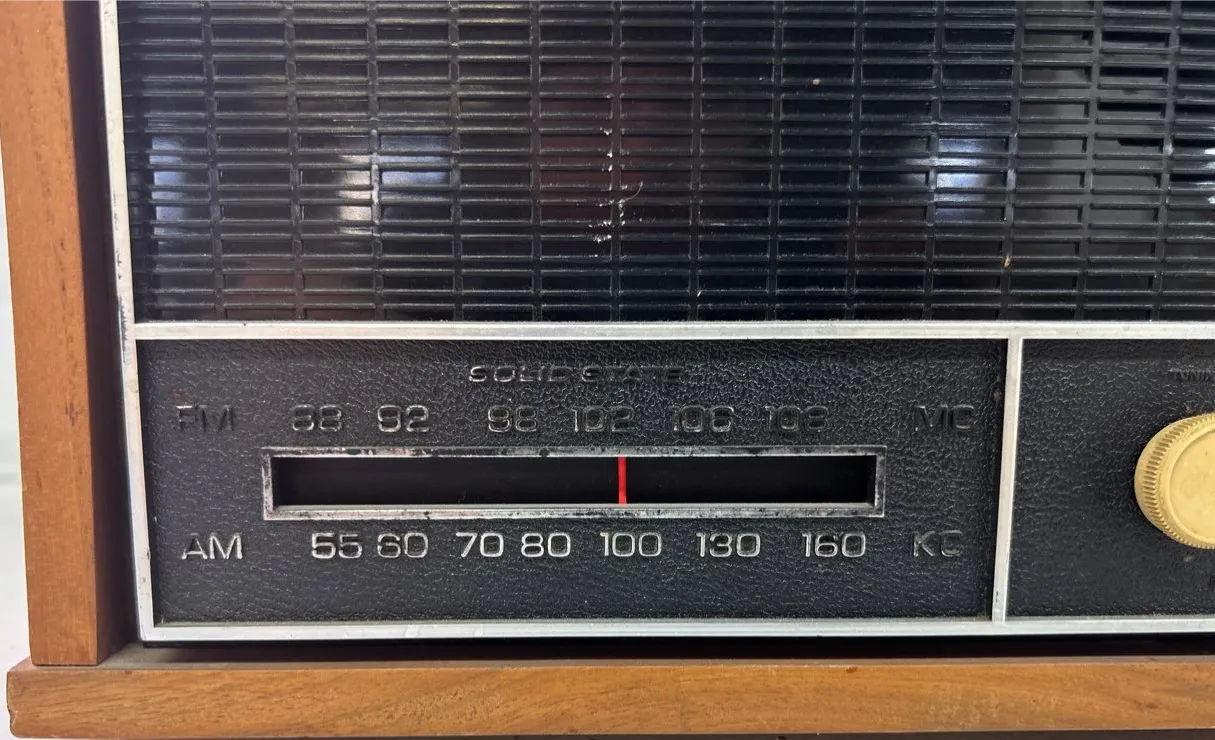 SOLID STATE
FM 88 92 98 102 106 108 MC
AM 55 60 70 80 100 130 160 KC